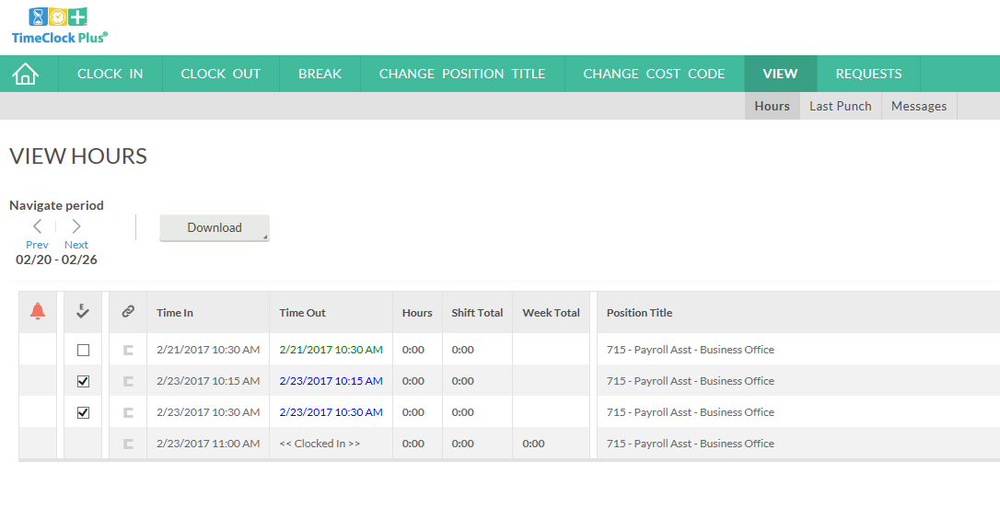 TimeClock Plus®
CLOCK IN CLOCK OUT BREAK CHANGE POSITION TITLE CHANGE COST CODE VIEW REQUESTS
Hours Last Punch Messages
VIEW HOURS
Navigate period
Download
Prev Next
02/20 - 02/26
E
Time In Time Out Hours Shift Total Week Total Position Title
2/21/2017 10:30 AM 2/21/2017 10:30 AM 0:00 0:00 715 - Payroll Asst - Business Office
2/23/2017 10:15 AM 2/23/2017 10:15 AM 0:00 0:00 715 - Payroll Asst - Business Office
2/23/2017 10:30 AM 2/23/2017 10:30 AM 0:00 0:00 715 - Payroll Asst - Business Office
2/23/2017 11:00 AM << Clocked In >> 0:00 0:00 0:00 715 - Payroll Asst - Business Office